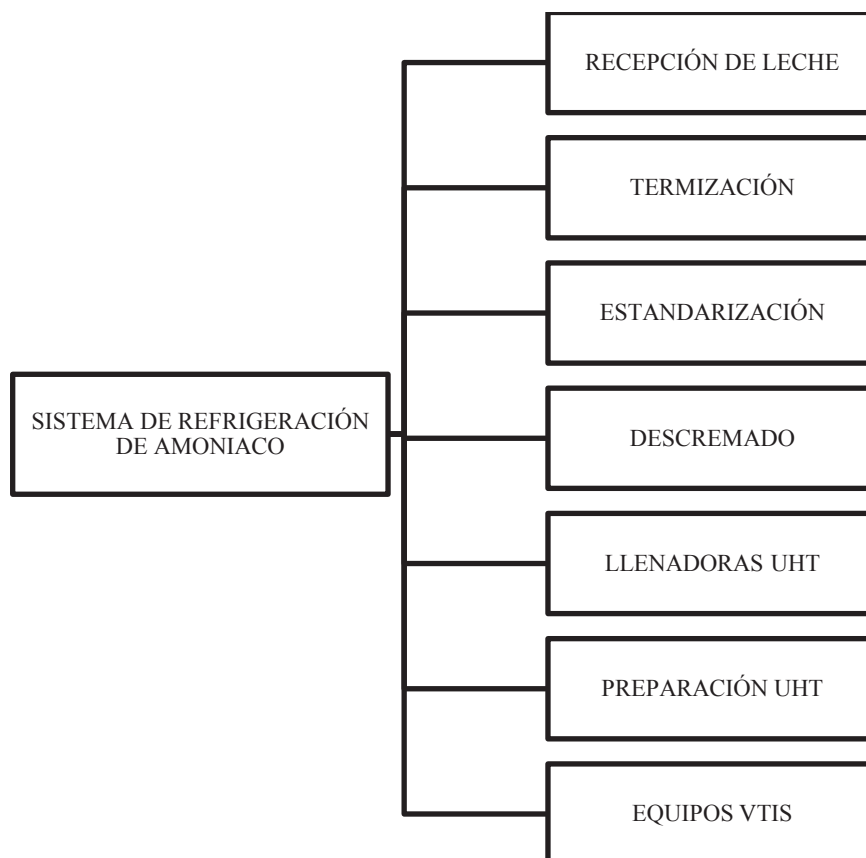 RECEPCIÓN DE LECHE
TERMIZACIÓN
ESTANDARIZACIÓN
SISTEMA DE REFRIGERACIÓN
DE AMONIACO
DESCREMADO
LLENADORAS UHT
PREPARACIÓN UHT
EQUIPOS VTIS